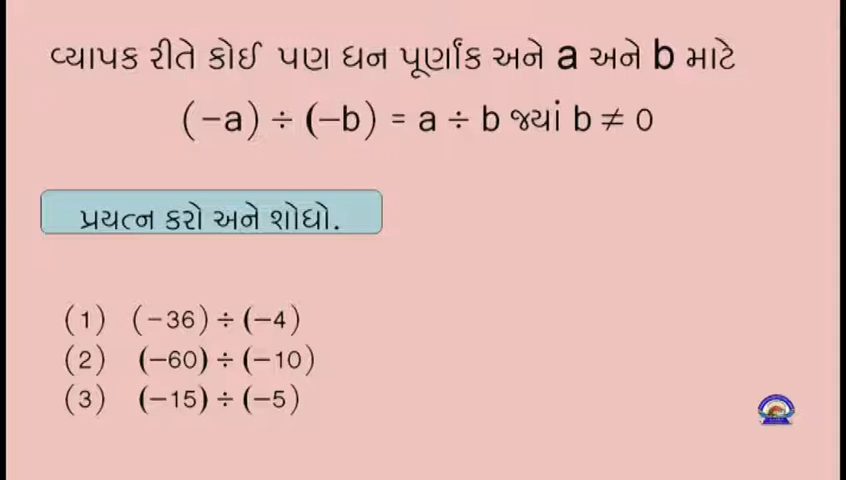 વ્યાપક રીતે કોઈ પણ ધન પૂર્ણાંક અને a અને b માટે
(−a) ÷ (−b) = a ÷ b જ્યાં b ≠ 0
પ્રયત્ન કરો અને શોધો.
(1) (−36) ÷ (−4)
(2) (−60) ÷ (−10)
(3) (−15) ÷ (−5)